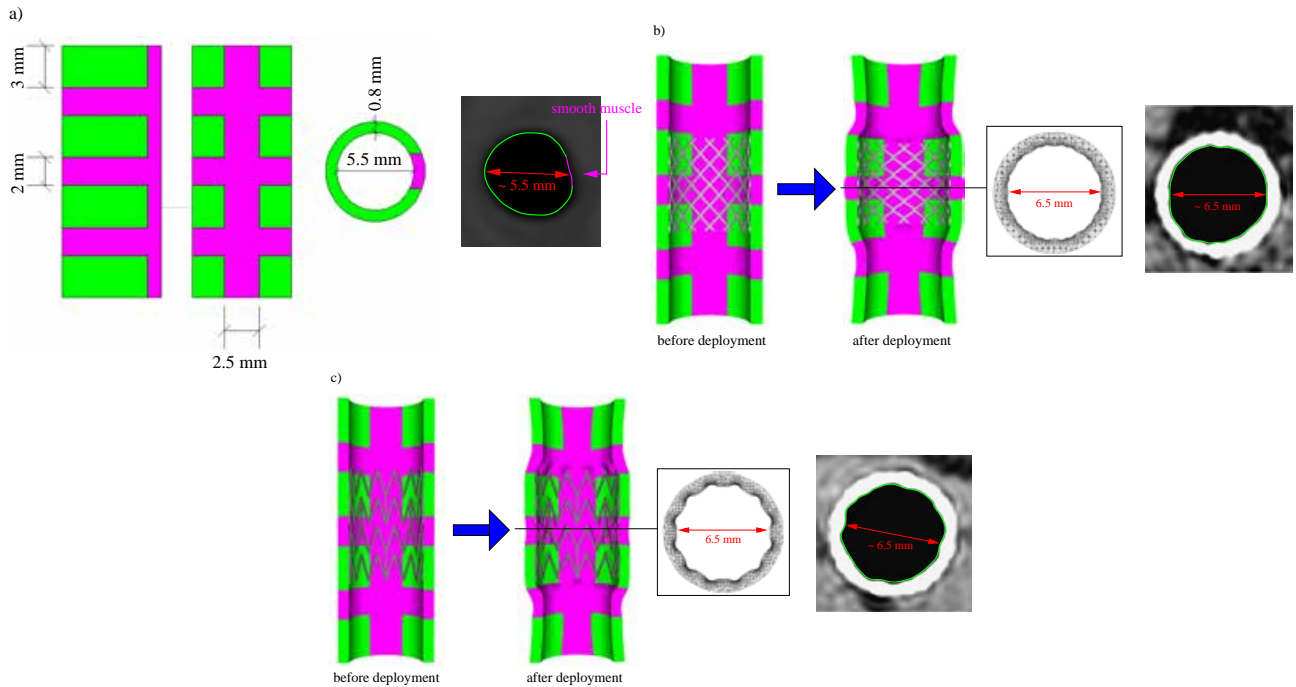 a)
3 mm
2 mm
2.5 mm
0.8 mm
5.5 mm
smooth muscle
~ 5.5 mm
b)
before deployment
after deployment
6.5 mm
~ 6.5 mm
c)
before deployment
after deployment
6.5 mm
~ 6.5 mm